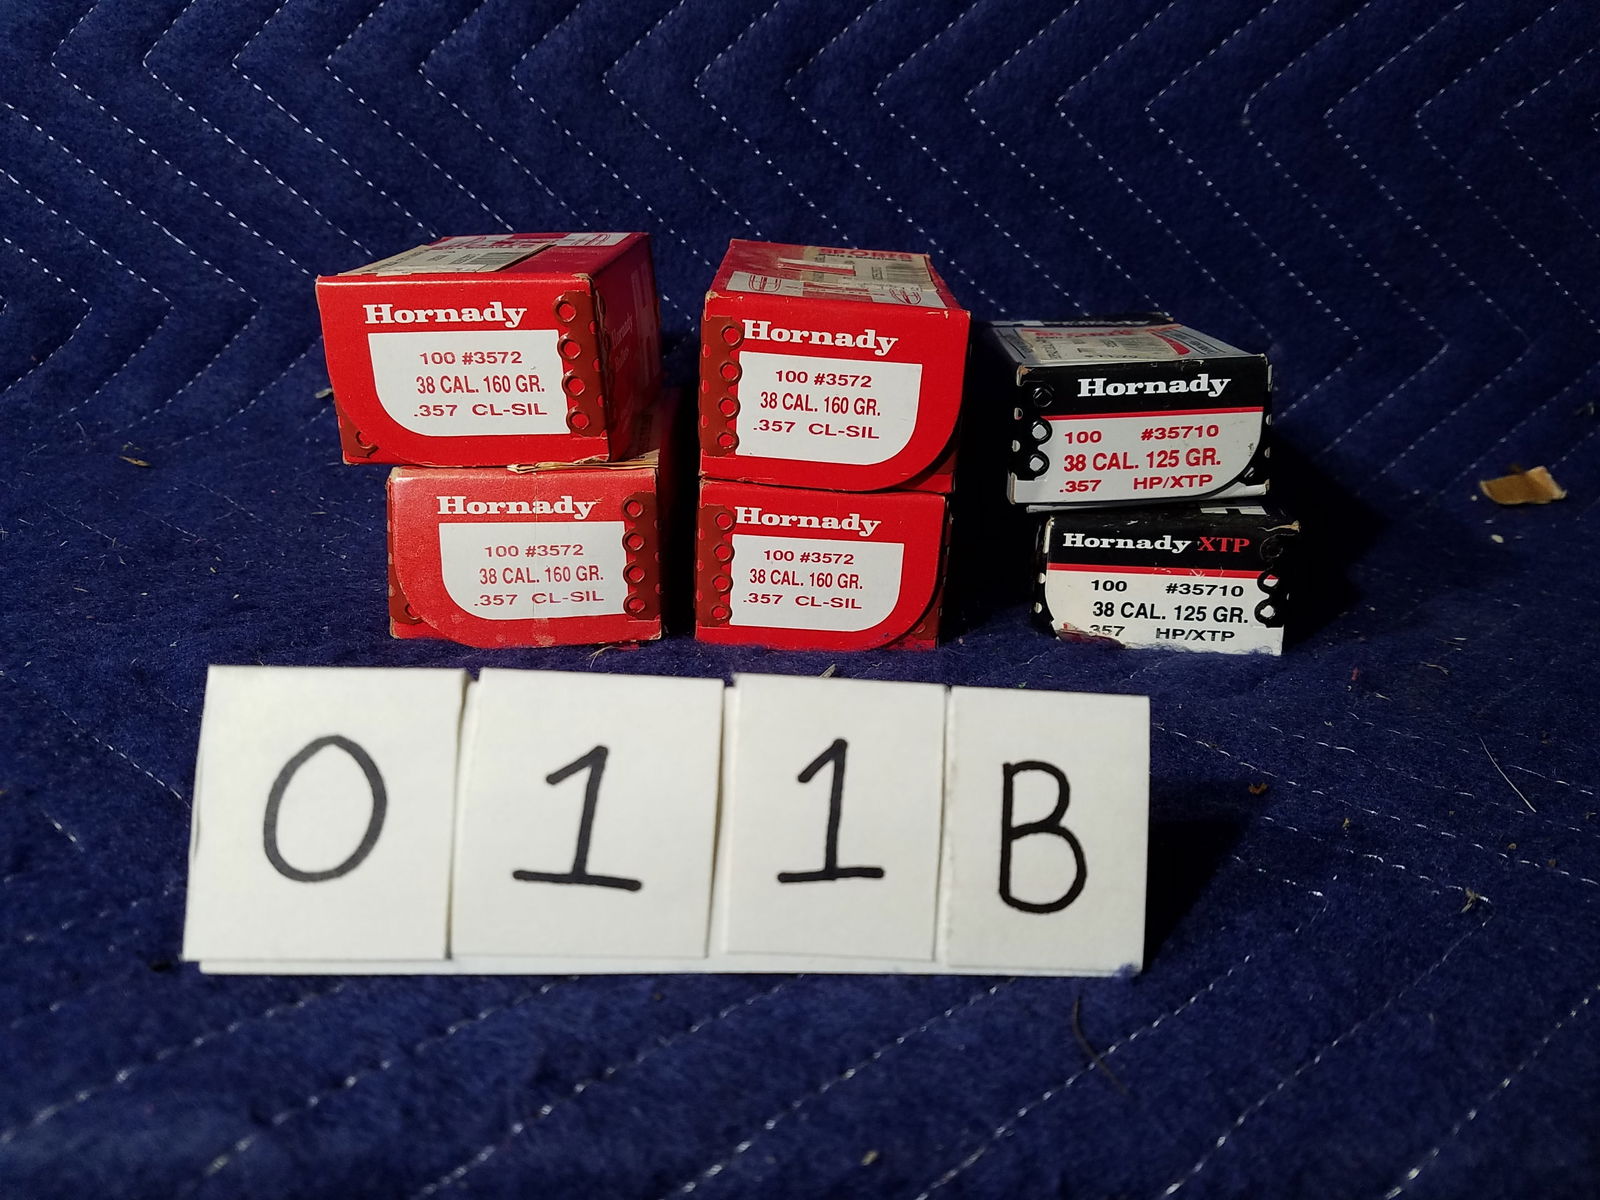 Hornady
100 #3572
38 CAL. 160 GR.
.357 CL-SIL
Hornady
100 #3572
38 CAL. 160 GR.
.357 CL-SIL
Hornady
100 #35710
38 CAL. 125 GR.
.357 HP/XTP
Hornady
100 #3572
38 CAL. 160 GR.
.357 CL-SIL
Hornady
100 #3572
38 CAL. 160 GR.
.357 CL-SIL
Hornady XTP
100 #35710
38 CAL. 125 GR.
357 HP/XTP
Hornady
0 1 1 B